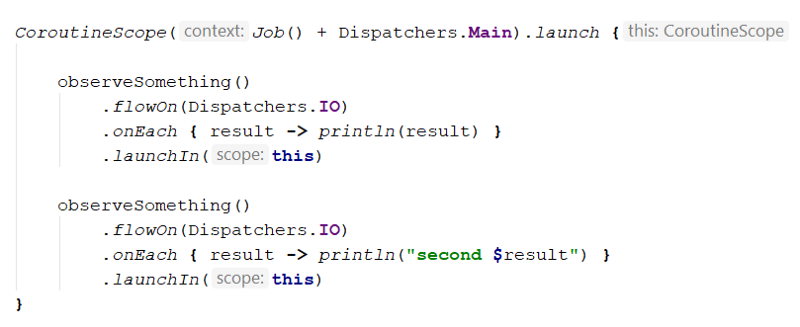 CoroutineScope( context: Job() + Dispatchers.Main).launch { this: CoroutineScope
observeSomething()
.flowOn(Dispatchers.IO)
.onEach { result -> println(result) }
.launchIn( scope: this)
observeSomething()
.flowOn(Dispatchers.IO)
.onEach { result -> println("second $result") }
.launchIn( scope: this)
}